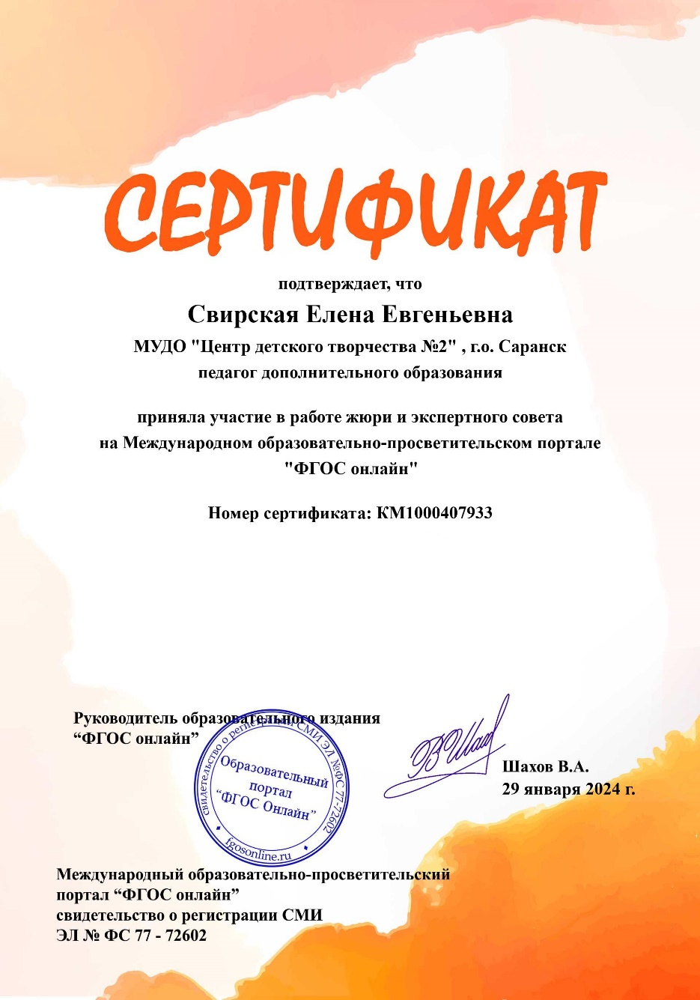 СЕРТИФИКАТ
подтверждает, что
Свирская Елена Евгеньевна
МУДО "Центр детского творчества №2" , г.о. Саранск
педагог дополнительного образования
приняла участие в работе жюри и экспертного совета
на Международном образовательно-просветительском портале
"ФГОС онлайн"
Номер сертификата: КМ1000407933
Руководитель образовательного издания
“ФГОС онлайн”
свидетельство о регистрации СМИ ЭЛ №ФС 77-72602
Образовательный
портал
“ФГОС Онлайн”
fgosonline.ru
Шахов В.А.
29 января 2024 г.
Международный образовательно-просветительский
портал “ФГОС онлайн”
свидетельство о регистрации СМИ
ЭЛ № ФС 77 - 72602